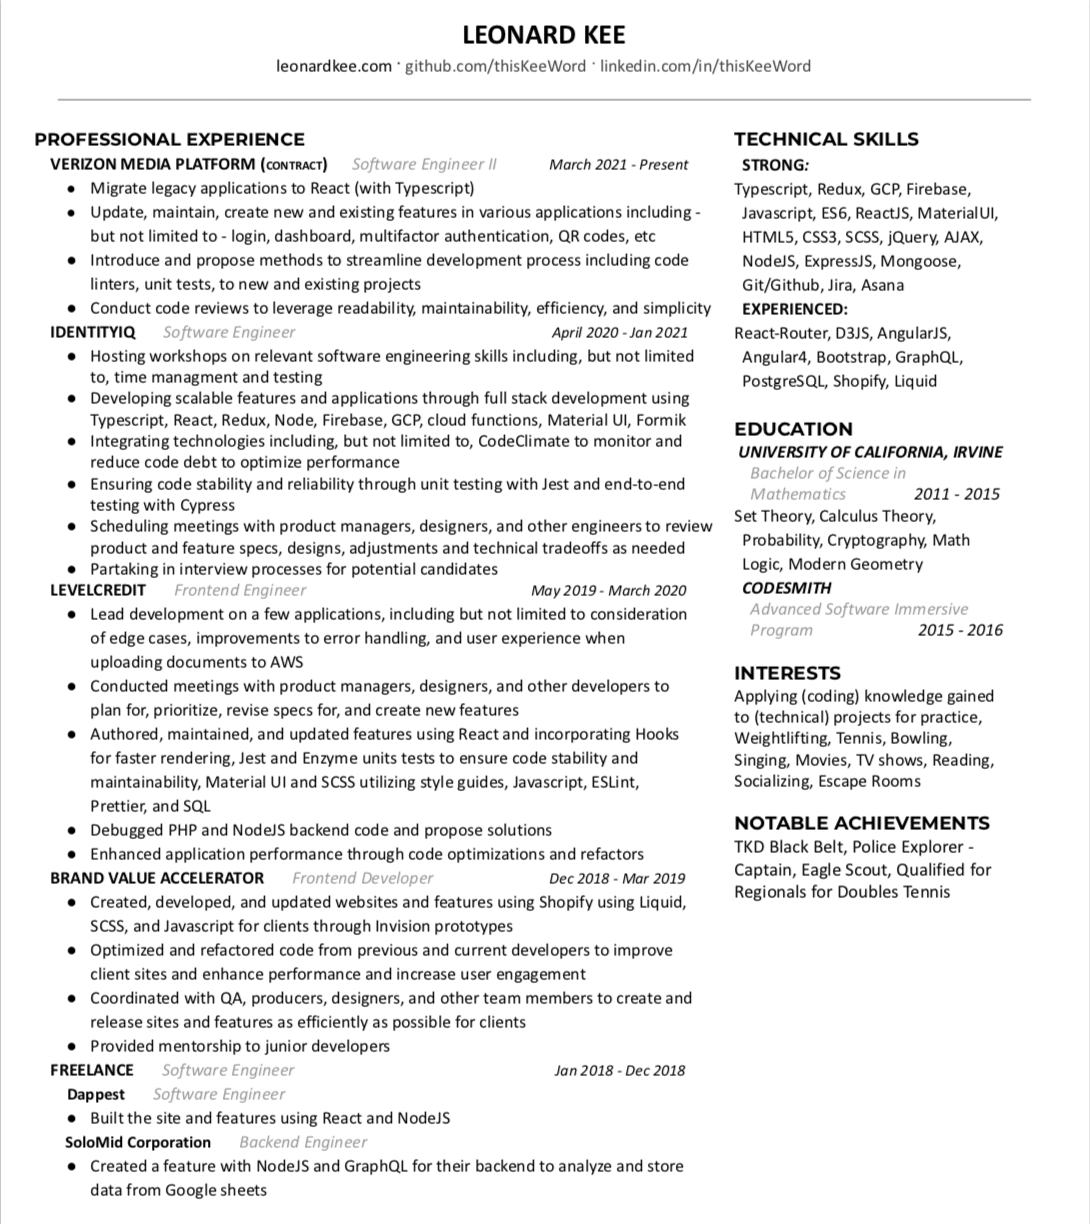 LEONARD KEE
leonardkee.com · github.com/thisKeeWord · linkedin.com/in/thisKeeWord
PROFESSIONAL EXPERIENCE
VERIZON MEDIA PLATFORM (CONTRACT) Software Engineer II March 2021 - Present
● Migrate legacy applications to React (with Typescript)
● Update, maintain, create new and existing features in various applications including -
but not limited to - login, dashboard, multifactor authentication, QR codes, etc
● Introduce and propose methods to streamline development process including code
linters, unit tests, to new and existing projects
● Conduct code reviews to leverage readability, maintainability, efficiency, and simplicity
IDENTITYIQ Software Engineer April 2020 - Jan 2021
● Hosting workshops on relevant software engineering skills including, but not limited
to, time managment and testing
● Developing scalable features and applications through full stack development using
Typescript, React, Redux, Node, Firebase, GCP, cloud functions, Material UI, Formik
● Integrating technologies including, but not limited to, CodeClimate to monitor and
reduce code debt to optimize performance
● Ensuring code stability and reliability through unit testing with Jest and end-to-end
testing with Cypress
● Scheduling meetings with product managers, designers, and other engineers to review
product and feature specs, designs, adjustments and technical tradeoffs as needed
● Partaking in interview processes for potential candidates
LEVELCREDIT Frontend Engineer May 2019 - March 2020
● Lead development on a few applications, including but not limited to consideration
of edge cases, improvements to error handling, and user experience when
uploading documents to AWS
● Conducted meetings with product managers, designers, and other developers to
plan for, prioritize, revise specs for, and create new features
● Authored, maintained, and updated features using React and incorporating Hooks
for faster rendering, Jest and Enzyme units tests to ensure code stability and
maintainability, Material UI and SCSS utilizing style guides, Javascript, ESLint,
Prettier, and SQL
● Debugged PHP and NodeJS backend code and propose solutions
● Enhanced application performance through code optimizations and refactors
BRAND VALUE ACCELERATOR Frontend Developer Dec 2018 - Mar 2019
● Created, developed, and updated websites and features using Shopify using Liquid,
SCSS, and Javascript for clients through Invision prototypes
● Optimized and refactored code from previous and current developers to improve
client sites and enhance performance and increase user engagement
● Coordinated with QA, producers, designers, and other team members to create and
release sites and features as efficiently as possible for clients
● Provided mentorship to junior developers
FREELANCE Software Engineer Jan 2018 - Dec 2018
Dappest Software Engineer
● Built the site and features using React and NodeJS
SoloMid Corporation Backend Engineer
● Created a feature with NodeJS and GraphQL for their backend to analyze and store
data from Google sheets
TECHNICAL SKILLS
STRONG:
Typescript, Redux, GCP, Firebase,
Javascript, ES6, ReactJS, MaterialUI,
HTML5, CSS3, SCSS, jQuery, AJAX,
NodeJS, ExpressJS, Mongoose,
Git/Github, Jira, Asana
EXPERIENCED:
React-Router, D3JS, AngularJS,
Angular4, Bootstrap, GraphQL,
PostgreSQL, Shopify, Liquid
EDUCATION
UNIVERSITY OF CALIFORNIA, IRVINE
Bachelor of Science in
Mathematics 2011 - 2015
Set Theory, Calculus Theory,
Probability, Cryptography, Math
Logic, Modern Geometry
CODESMITH
Advanced Software Immersive
Program 2015 - 2016
INTERESTS
Applying (coding) knowledge gained
to (technical) projects for practice,
Weightlifting, Tennis, Bowling,
Singing, Movies, TV shows, Reading,
Socializing, Escape Rooms
NOTABLE ACHIEVEMENTS
TKD Black Belt, Police Explorer -
Captain, Eagle Scout, Qualified for
Regionals for Doubles Tennis